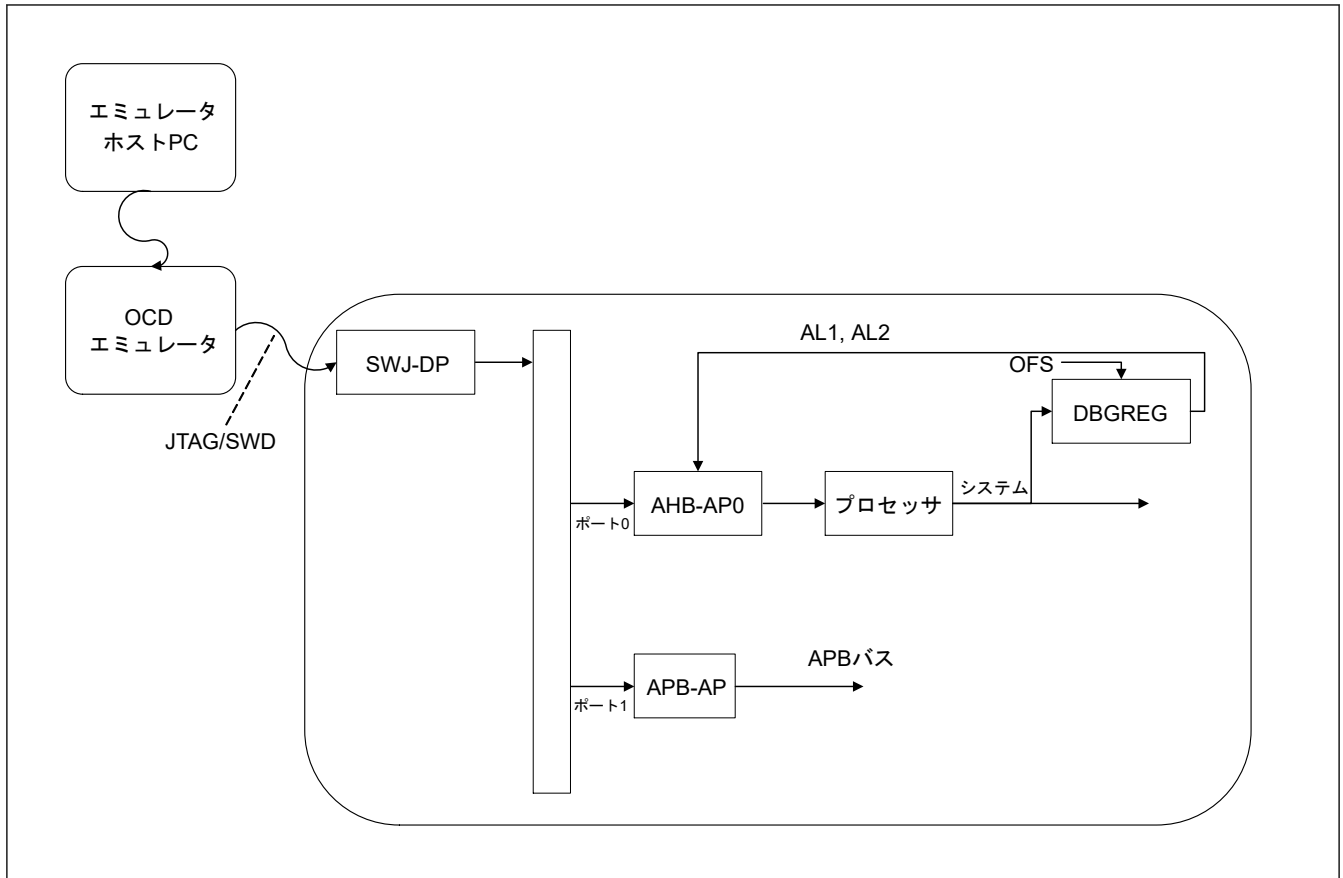 エミュレータ
ホストPC
OCD
エミュレータ
JTAG/SWD
SWJ-DP
AL1, AL2
OFS
DBGREG
ポート0
AHB-AP0
プロセッサ
システム
ポート1
APB-AP
APBバス